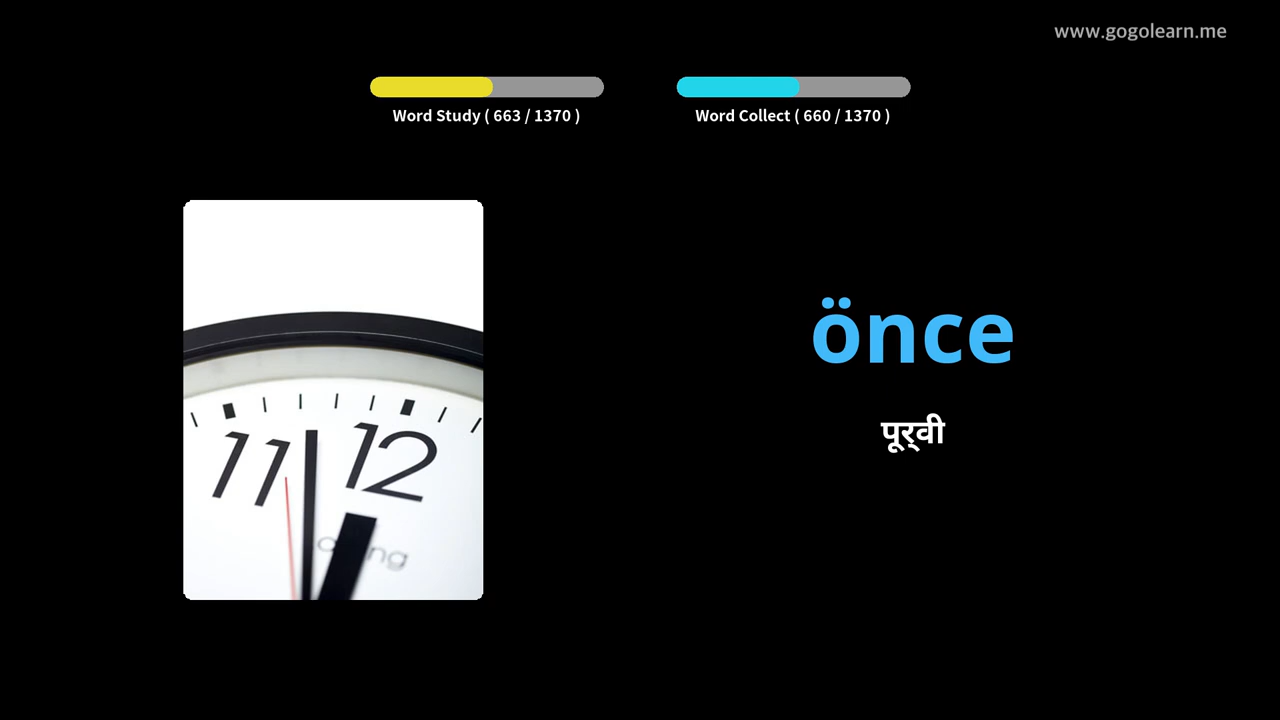 www.gogolearn.me
Word Study ( 663 / 1370 )
Word Collect ( 660 / 1370 )
önce
पूर्वी
11
12